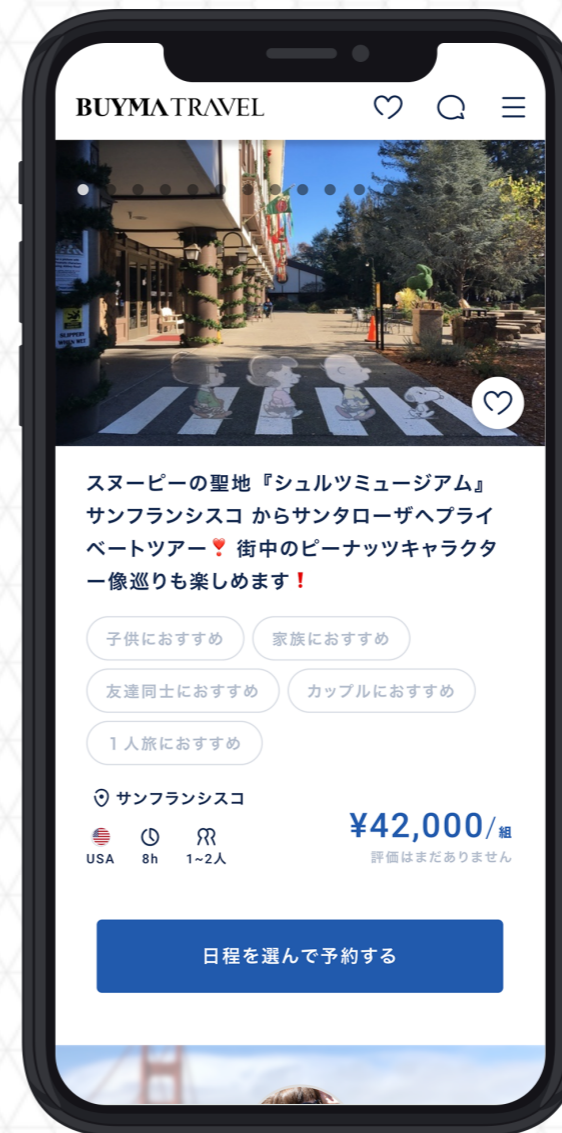 BUYMA TRAVEL
スヌーピーの聖地『シュルツミュージアム』
サンフランシスコ からサンタローザへプライ
ベートツアー❣ 街中のピーナッツキャラクタ
ー像巡りも楽しめます❗
子供におすすめ
家族におすすめ
友達同士におすすめ
カップルにおすすめ
1人旅におすすめ
サンフランシスコ
USA 8h 1~2人
¥42,000/組
評価はまだありません
日程を選んで予約する